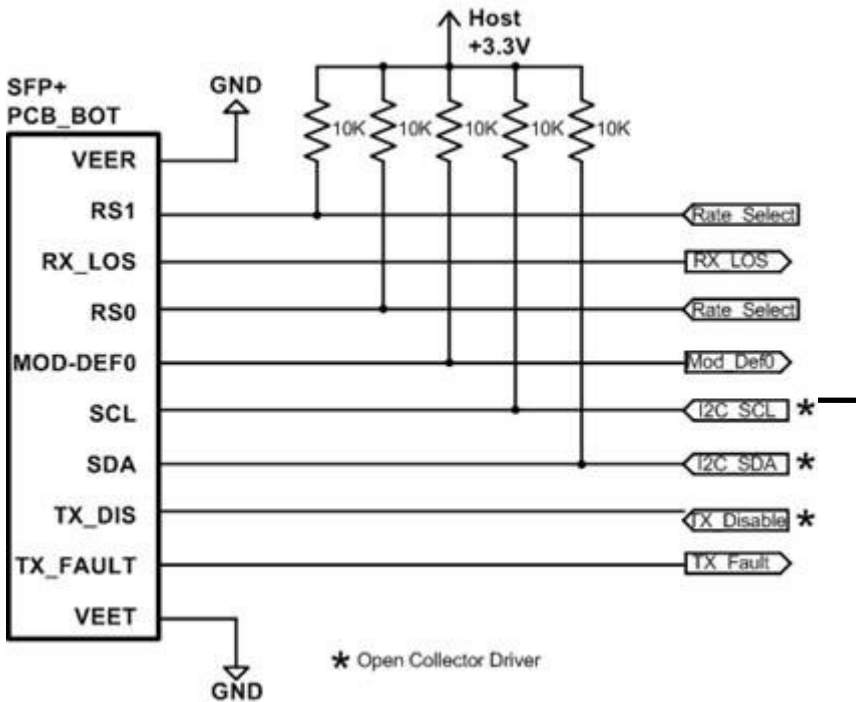 Host
+3.3V
SFP+
PCB_BOT
GND
10K 10K 10K 10K 10K
VEER
RS1 Rate_Select
RX_LOS RX_LOS
RS0 Rate_Select
MOD-DEF0 Mod_Def0
SCL I2C_SCL *
SDA I2C_SDA *
TX_DIS TX_Disable *
TX_FAULT TX_Fault
VEET
* Open Collector Driver
GND